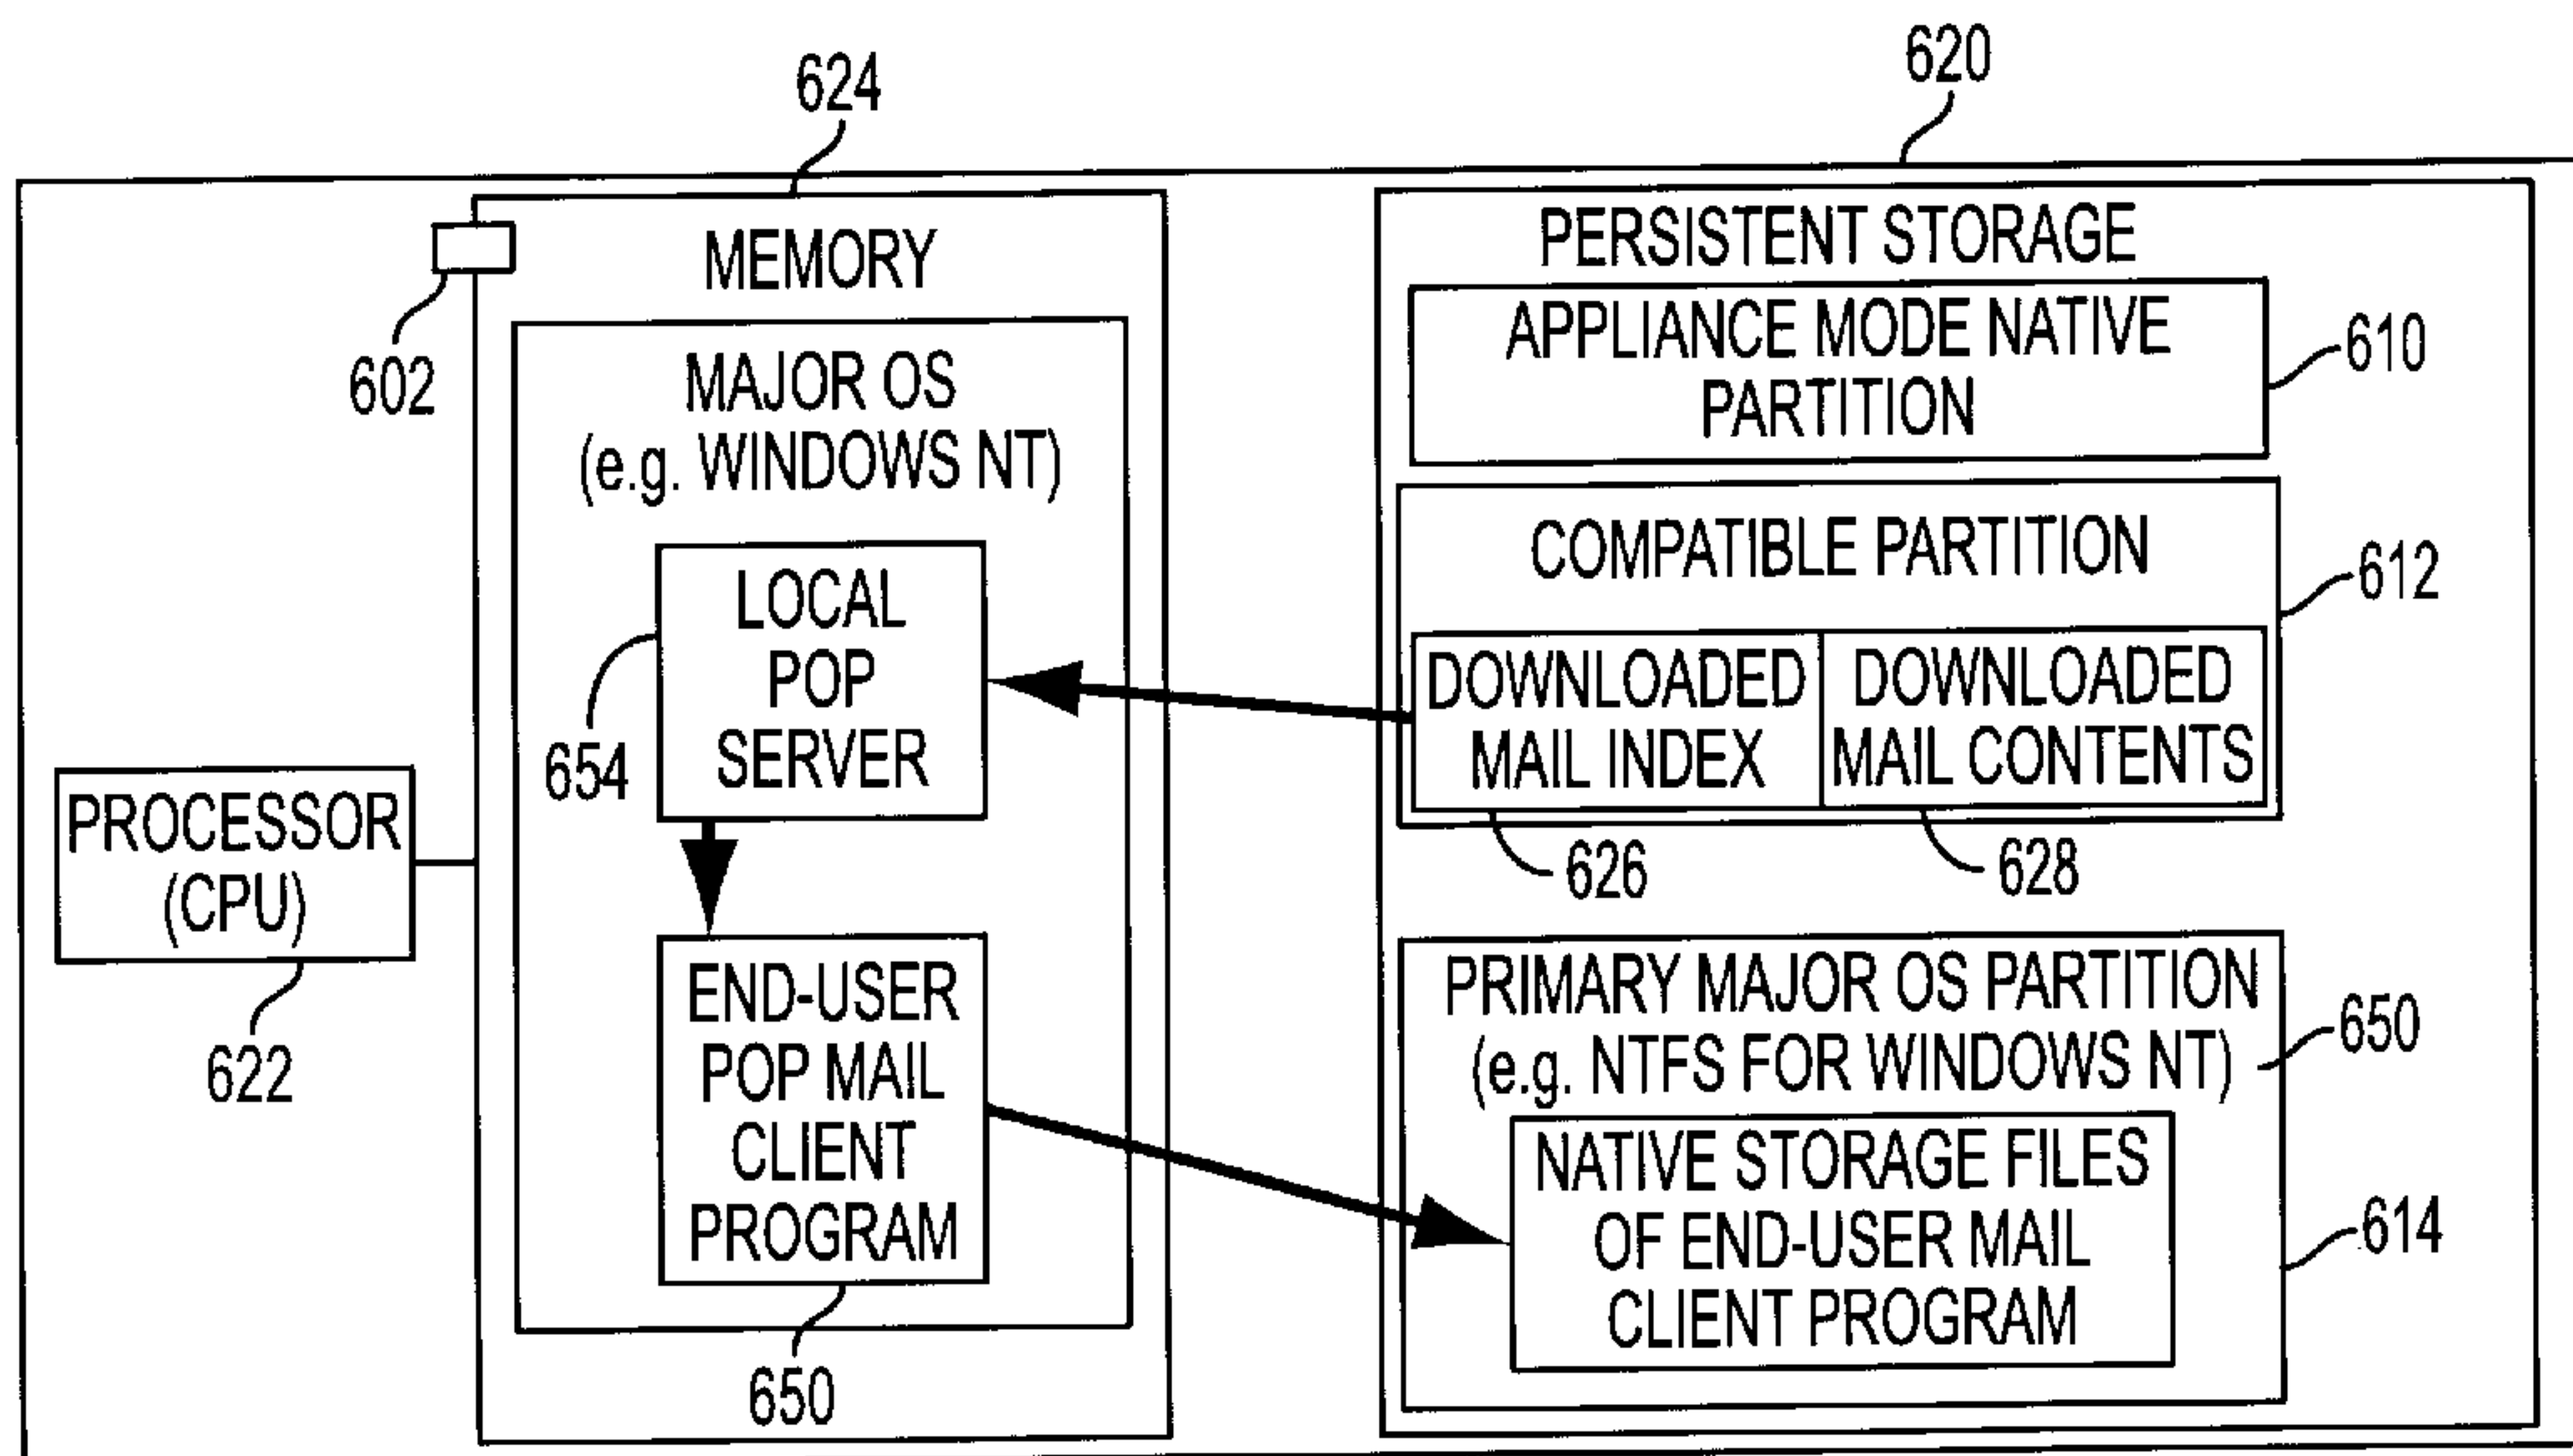 620
624
MEMORY
602
MAJOR OS
(e.g. WINDOWS NT)
LOCAL
POP
SERVER
654
PROCESSOR
(CPU)
622
END-USER
POP MAIL
CLIENT
PROGRAM
650
PERSISTENT STORAGE
APPLIANCE MODE NATIVE
PARTITION
610
COMPATIBLE PARTITION
612
DOWNLOADED
MAIL INDEX
DOWNLOADED
MAIL CONTENTS
626
628
PRIMARY MAJOR OS PARTITION
(e.g. NTFS FOR WINDOWS NT)
650
NATIVE STORAGE FILES
OF END-USER MAIL
CLIENT PROGRAM
614